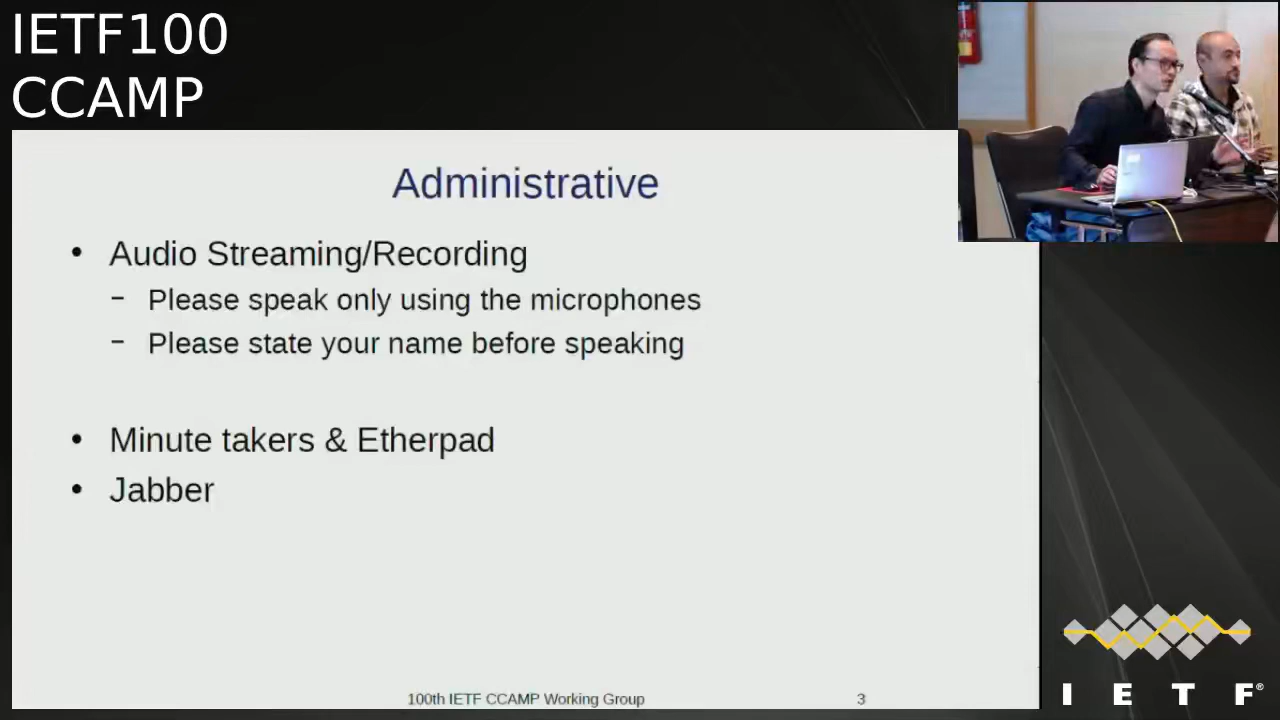 IETF100
CCAMP
Administrative
• Audio Streaming/Recording
– Please speak only using the microphones
– Please state your name before speaking
• Minute takers & Etherpad
• Jabber
100th IETF CCAMP Working Group 3
I E T F®